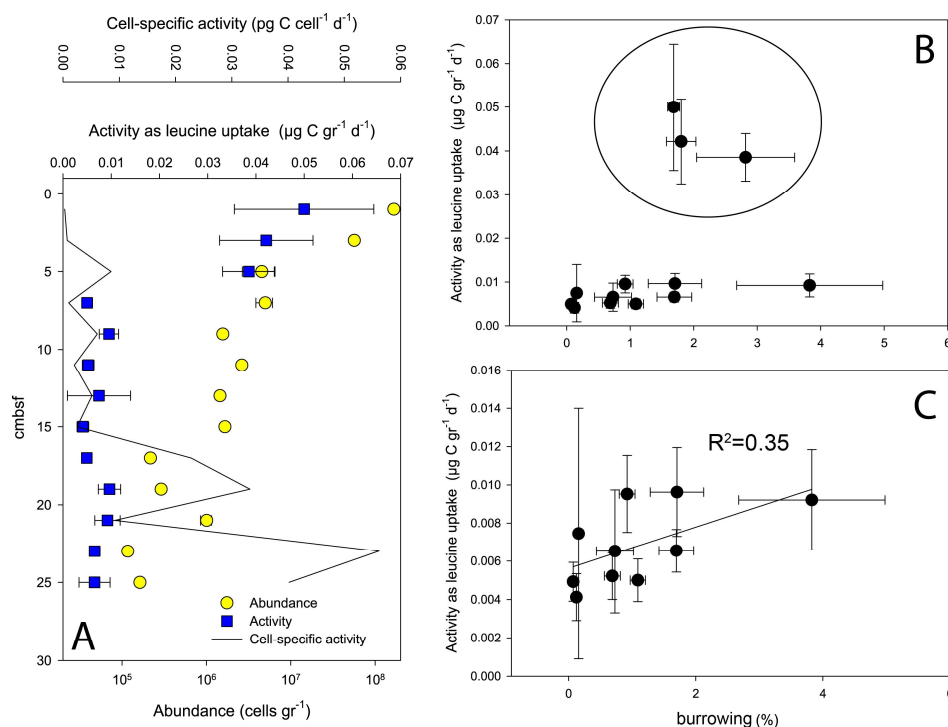 Cell-specific activity (pg C cell⁻¹ d⁻¹)
0.00 0.01 0.02 0.03 0.04 0.05 0.06
Activity as leucine uptake (µg C gr⁻¹ d⁻¹)
0.00 0.01 0.02 0.03 0.04 0.05 0.06 0.07
cmbsf
0
5
10
15
20
25
30
Abundance
Activity
Cell-specific activity
A
10⁵ 10⁶ 10⁷ 10⁸
Abundance (cells gr⁻¹)
B
Activity as leucine uptake (µg C gr⁻¹ d⁻¹)
0.07
0.06
0.05
0.04
0.03
0.02
0.01
0.00
0 1 2 3 4 5 6
C
R²=0.35
Activity as leucine uptake (µg C gr⁻¹ d⁻¹)
0.016
0.014
0.012
0.010
0.008
0.006
0.004
0.002
0.000
0 2 4 6
burrowing (%)